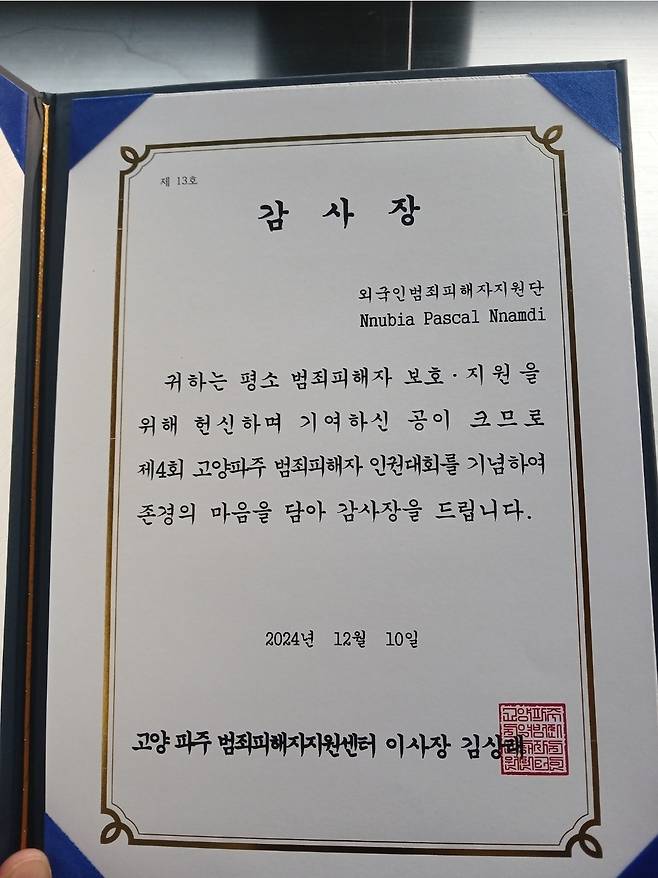 제 13호
감 사 장
외국인범죄피해자지원단
Nnubia Pascal Nnamdi
귀하는 평소 범죄피해자 보호·지원을
위해 헌신하며 기여하신 공이 크므로
제4회 고양파주 범죄피해자 인권대회를 기념하여
존경의 마음을 담아 감사장을 드립니다.
2024년 12월 10일
고양 파주 범죄피해자지원센터 이사장 김상래